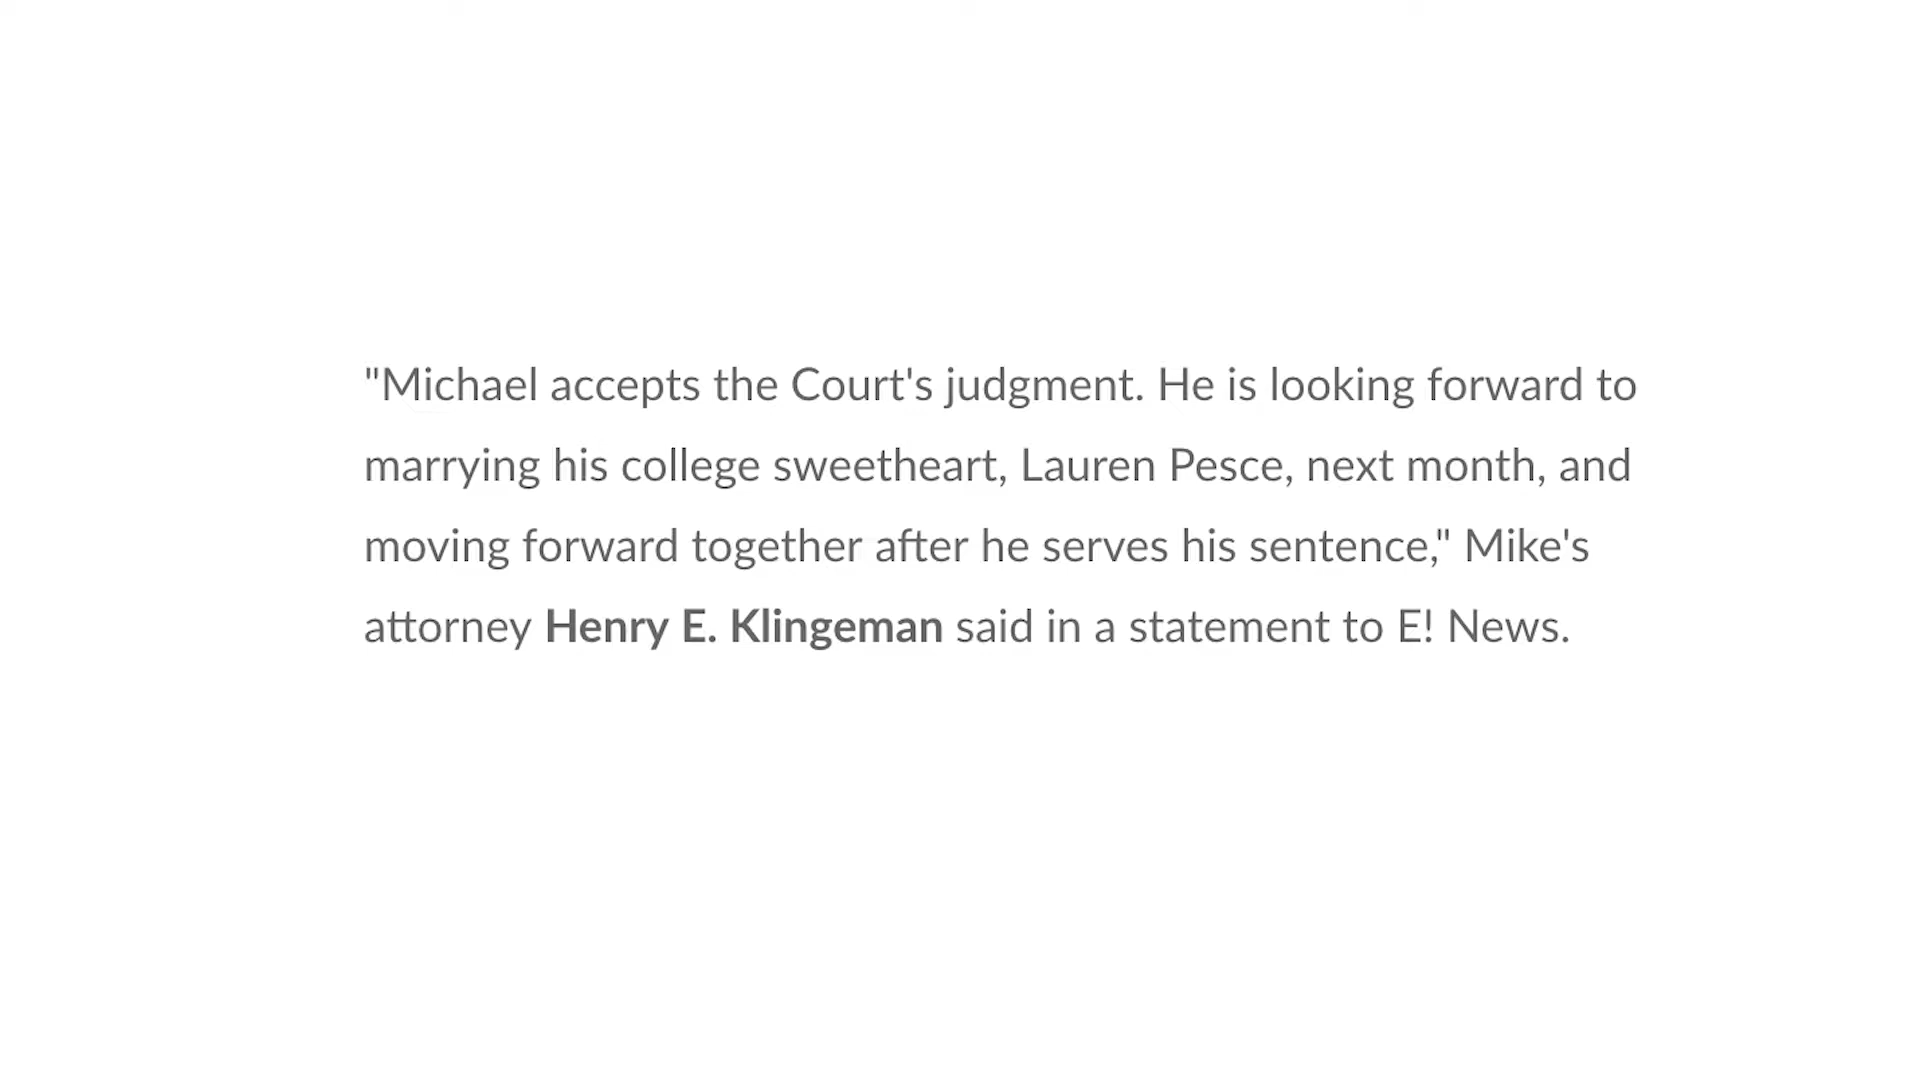 "Michael accepts the Court's judgment. He is looking forward to
marrying his college sweetheart, Lauren Pesce, next month, and
moving forward together after he serves his sentence," Mike's
attorney Henry E. Klingeman said in a statement to E! News.